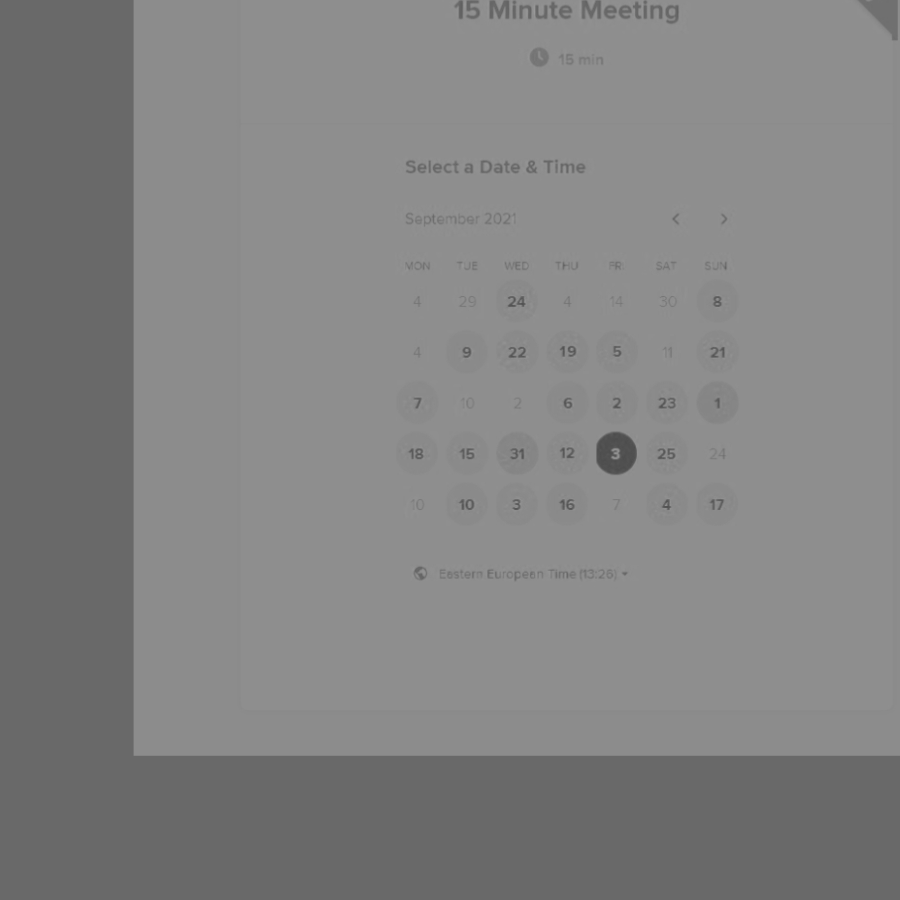 15 Minute Meeting
15 min
Select a Date & Time
September 2021
MON TUE WED THU FRI SAT SUN
4 29 24 4 14 30 8
4 9 22 19 5 11 21
7 10 2 6 2 23 1
18 15 31 12 3 25 24
10 10 3 16 7 4 17
Eastern European Time (13:26)